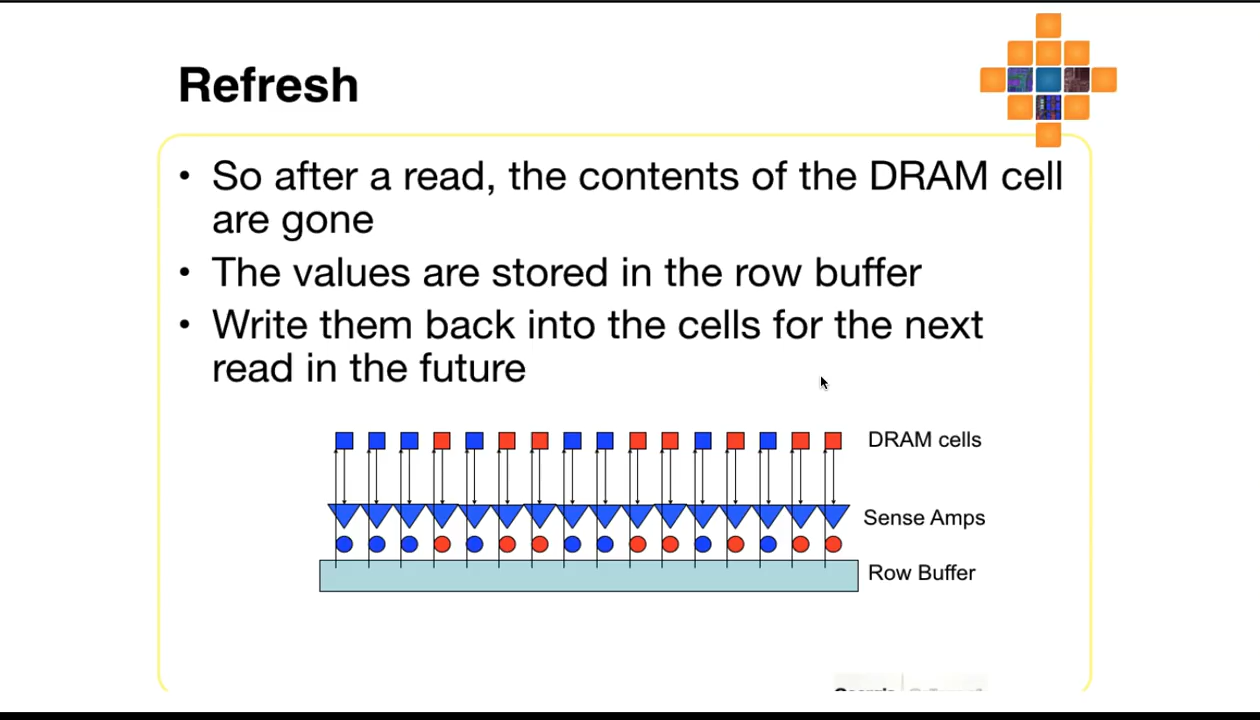 Refresh
• So after a read, the contents of the DRAM cell
are gone
• The values are stored in the row buffer
• Write them back into the cells for the next
read in the future
DRAM cells
Sense Amps
Row Buffer